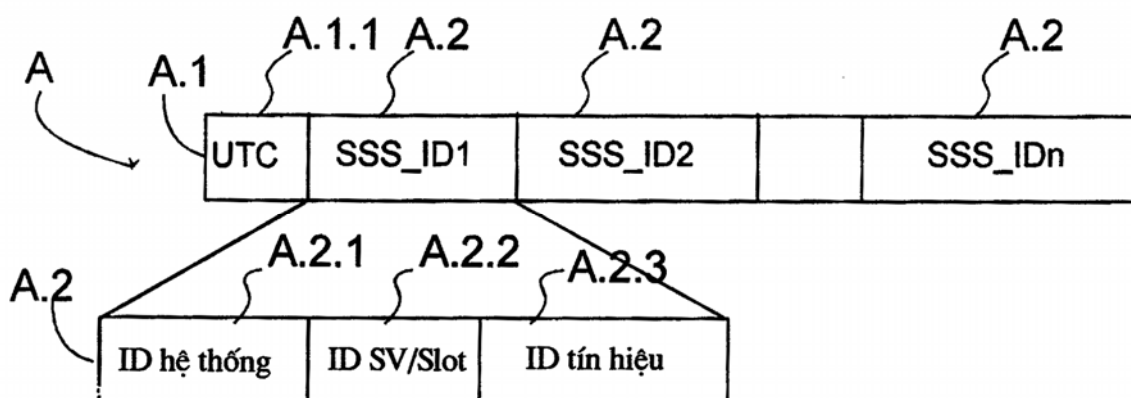 A.1.1 A.2 A.2 A.2
A A.1
UTC SSS_ID1 SSS_ID2 SSS_IDn
A.2.1 A.2.2 A.2.3
A.2
ID hệ thống ID SV/Slot ID tín hiệu